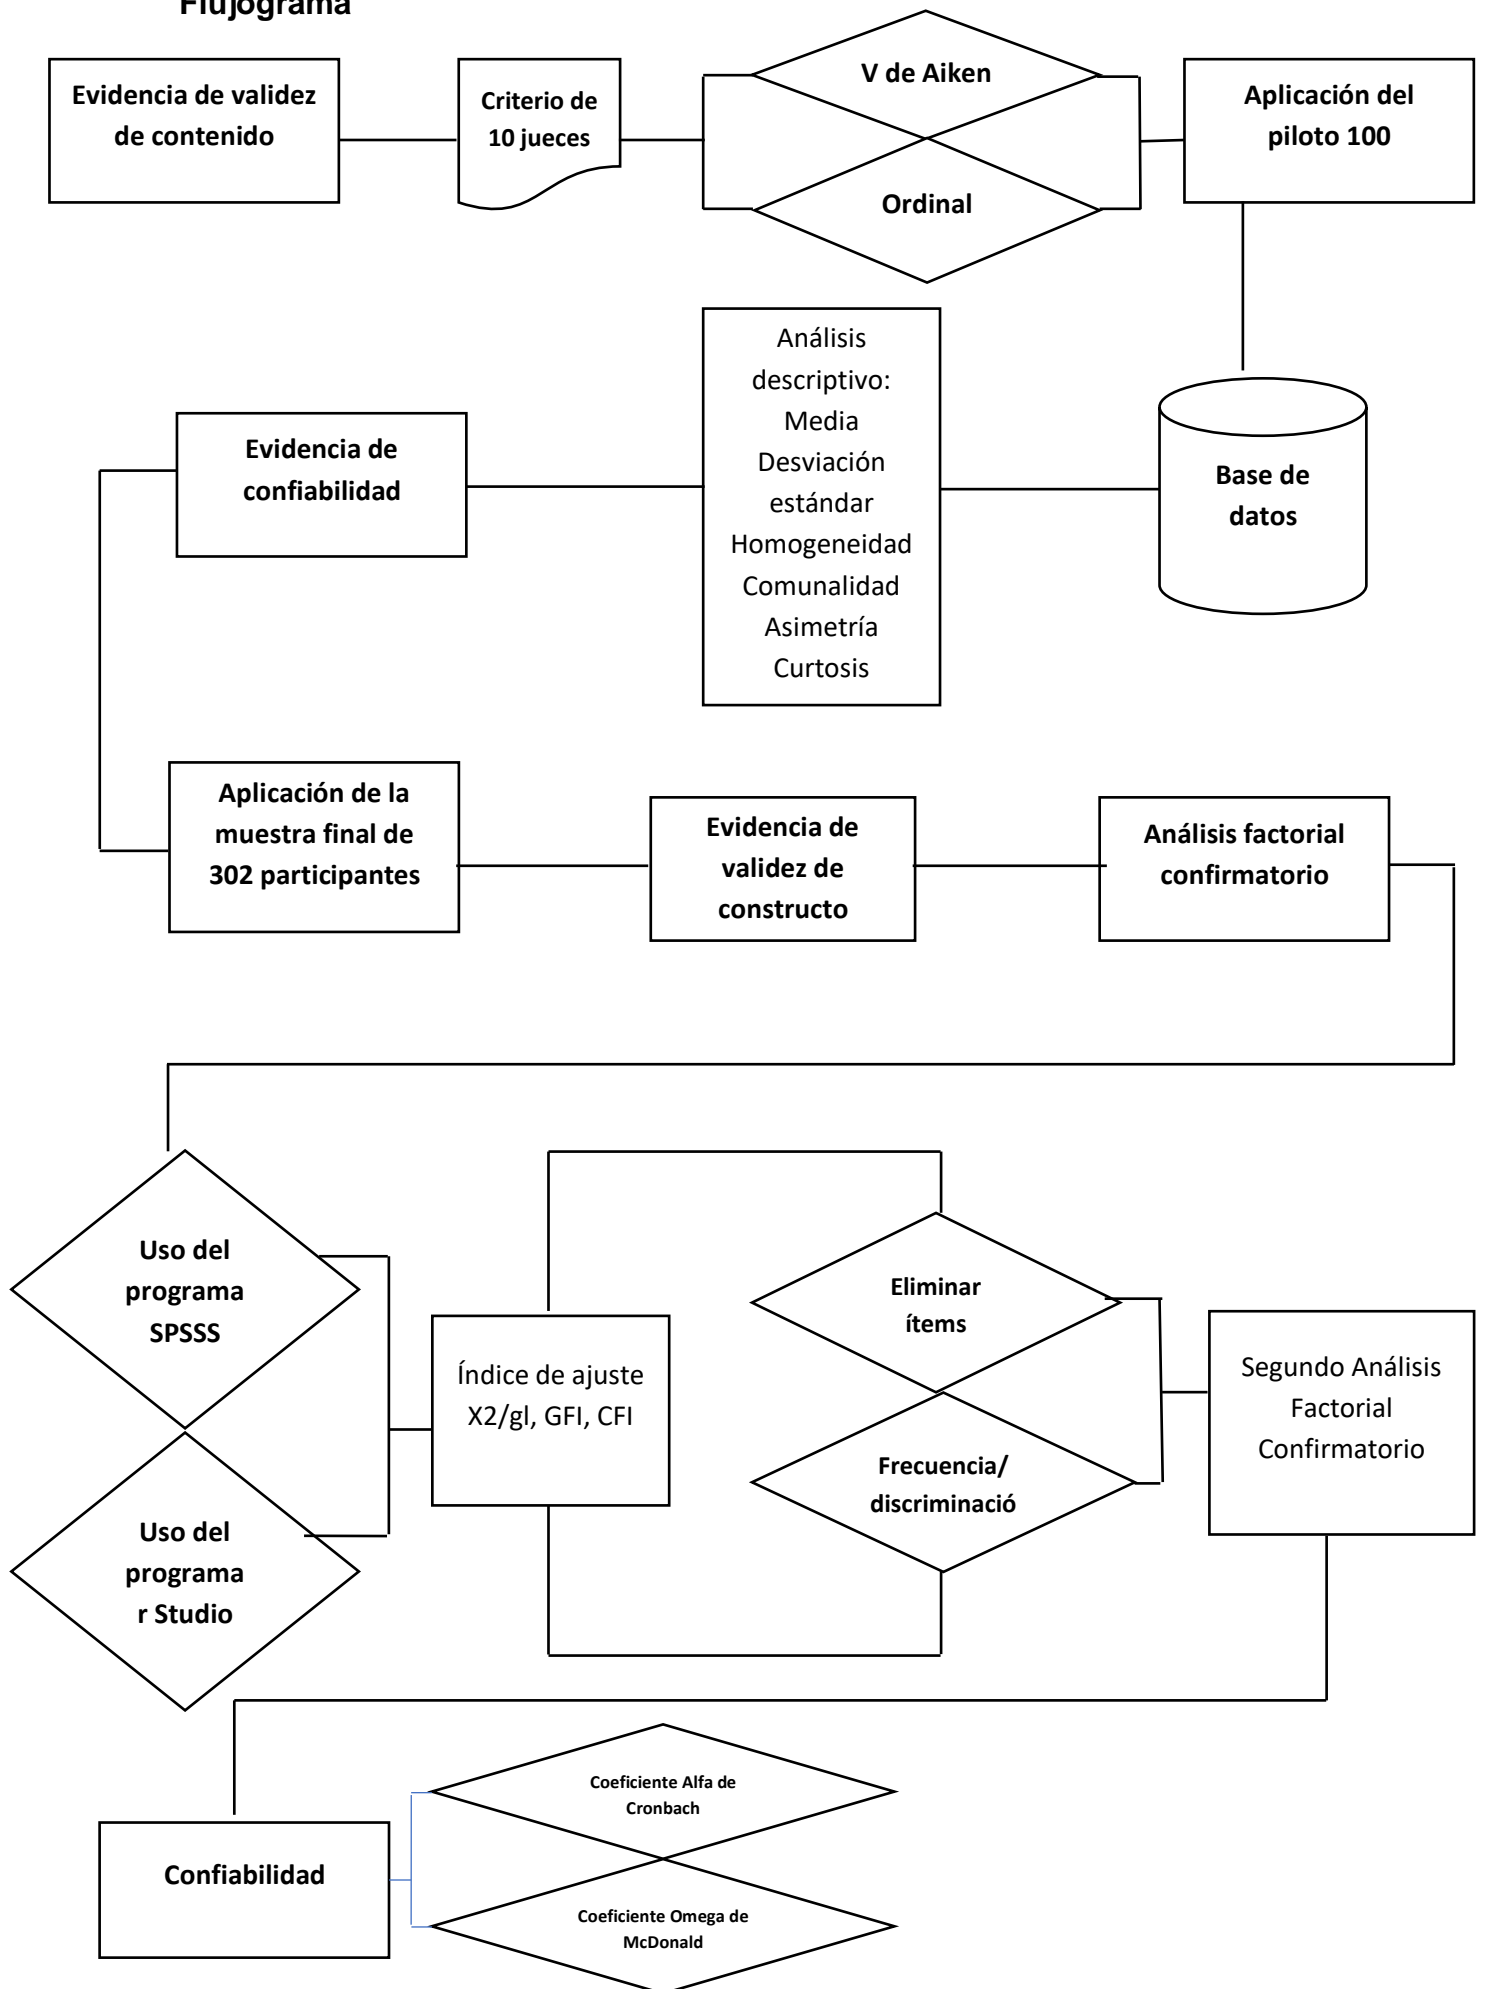 Flujograma
Evidencia de validez
de contenido
Criterio de
10 jueces
V de Aiken
Ordinal
Aplicación del
piloto 100
Análisis
descriptivo:
Media
Desviación
estándar
Homogeneidad
Comunalidad
Asimetría
Curtosis
Evidencia de
confiabilidad
Base de
datos
Aplicación de la
muestra final de
302 participantes
Evidencia de
validez de
constructo
Análisis factorial
confirmatorio
Uso del
programa
SPSSS
Uso del
programa
r Studio
Índice de ajuste
X2/gl, GFI, CFI
Eliminar
ítems
Frecuencia/
discriminació
Segundo Análisis
Factorial
Confirmatorio
Confiabilidad
Coeficiente Alfa de
Cronbach
Coeficiente Omega de
McDonald